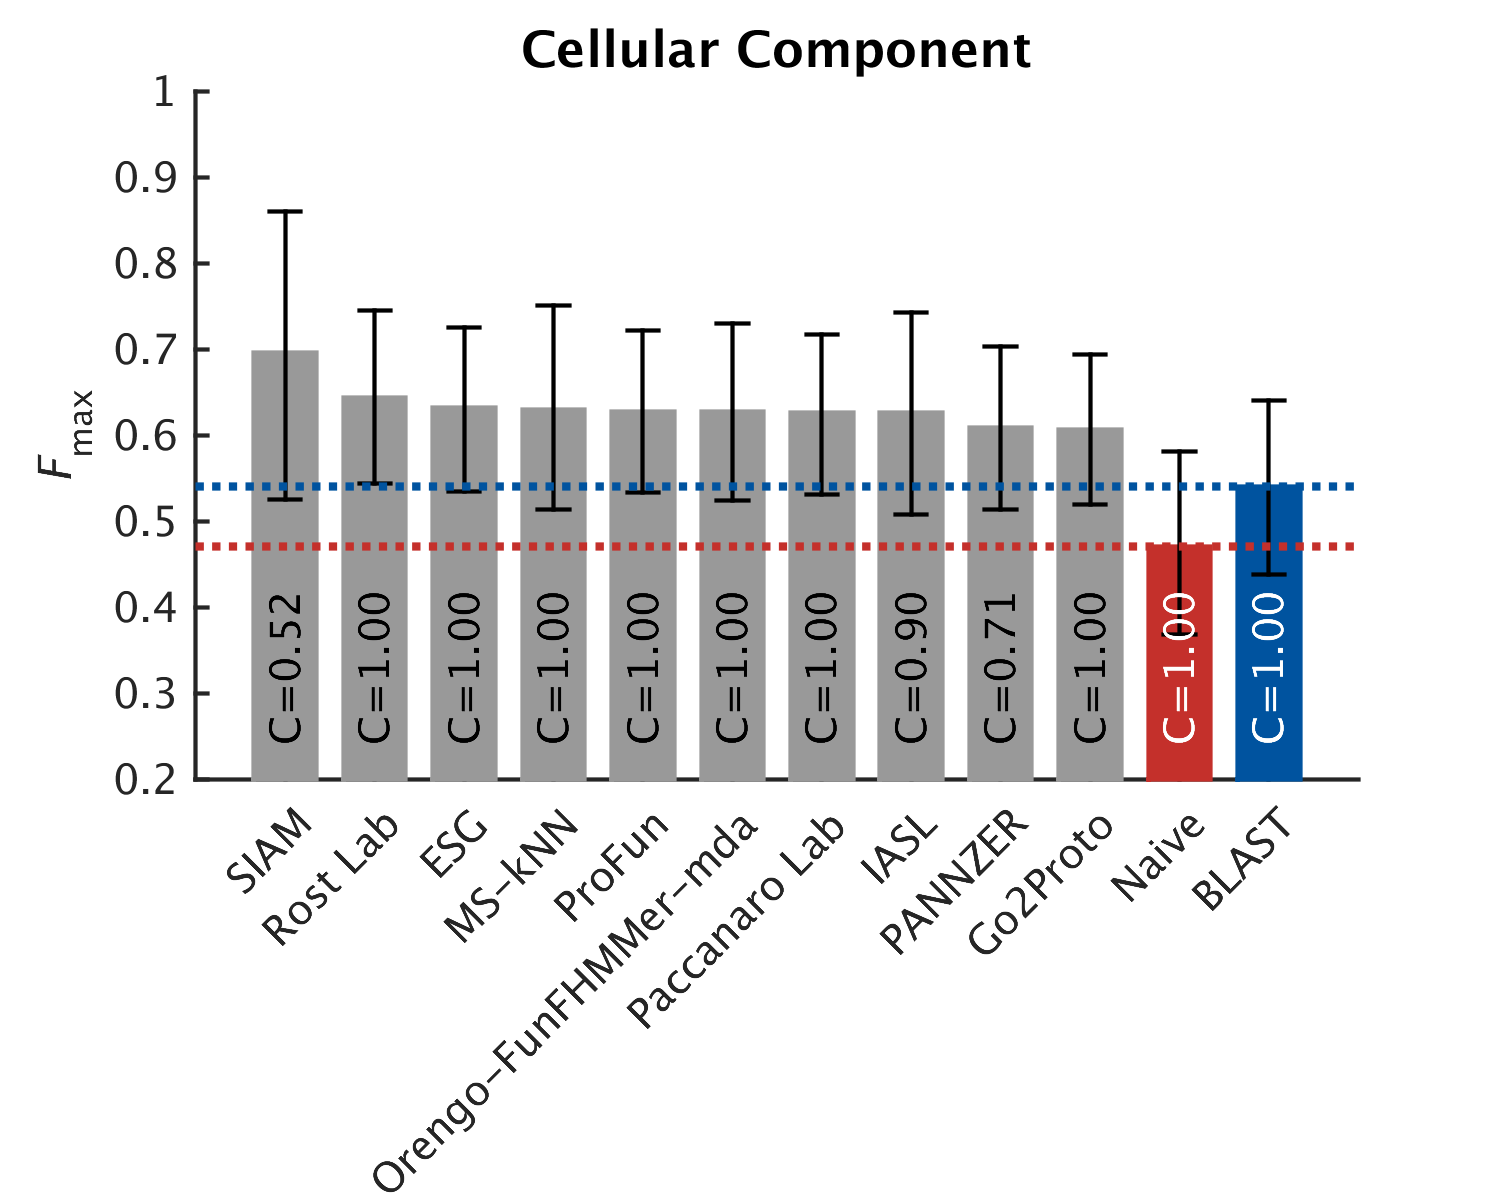 Cellular Component
1
0.9
0.8
0.7
0.6
0.5
0.4
0.3
0.2
Fmax
C=0.52
C=1.00
C=1.00
C=1.00
C=1.00
C=1.00
C=1.00
C=0.90
C=0.71
C=1.00
C=1.00
C=1.00
SIAM
Rost Lab
ESG
MS-kNN
ProFun
Orengo-FunFHMMer-mda
Paccanaro Lab
IASL
PANNZER
Go2Proto
Naive
BLAST